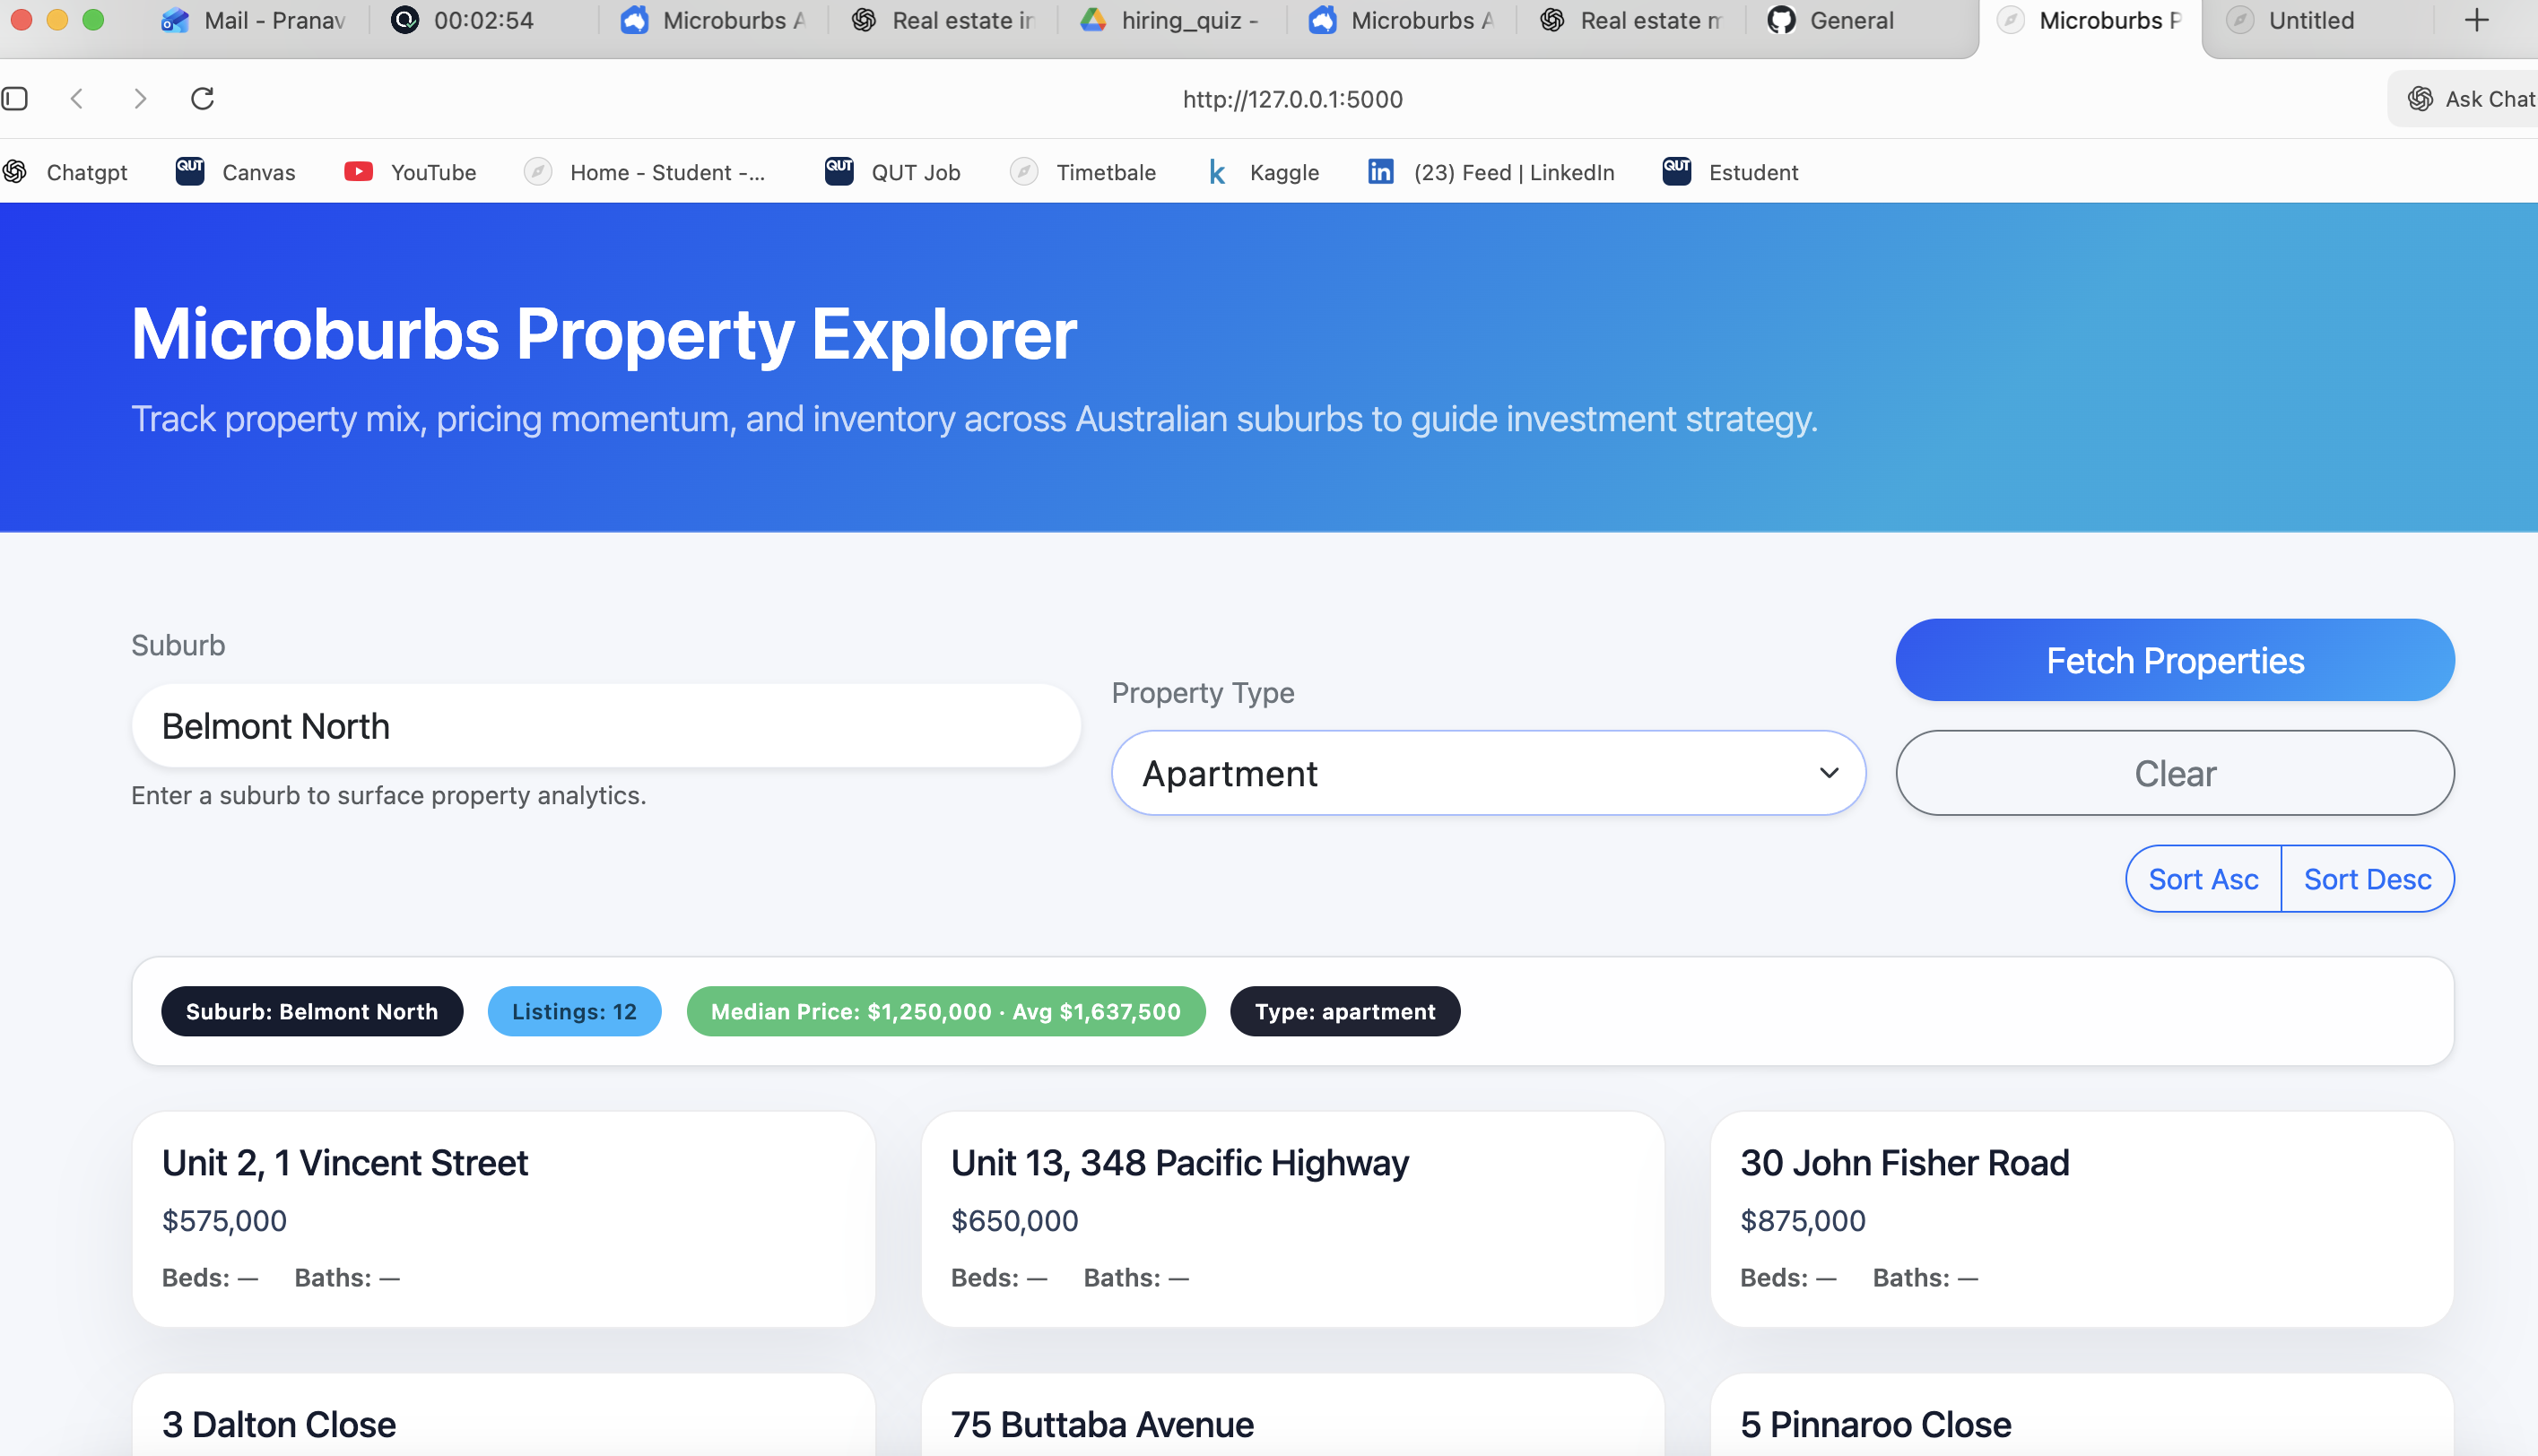 Mail - Pranav
00:02:54
Microburbs A
Real estate in
hiring_quiz -
Microburbs A
Real estate m
General
Microburbs P
Untitled
http://127.0.0.1:5000
Ask Chat
Chatgpt
QUT
Canvas
YouTube
Home - Student -...
QUT
QUT Job
Timetbale
Kaggle
(23) Feed | LinkedIn
QUT
Estudent
Microburbs Property Explorer
Track property mix, pricing momentum, and inventory across Australian suburbs to guide investment strategy.
Suburb
Belmont North
Enter a suburb to surface property analytics.
Property Type
Apartment
Fetch Properties
Clear
Sort Asc
Sort Desc
Suburb: Belmont North
Listings: 12
Median Price: $1,250,000 · Avg $1,637,500
Type: apartment
Unit 2, 1 Vincent Street
$575,000
Beds: — Baths: —
Unit 13, 348 Pacific Highway
$650,000
Beds: — Baths: —
30 John Fisher Road
$875,000
Beds: — Baths: —
3 Dalton Close
75 Buttaba Avenue
5 Pinnaroo Close